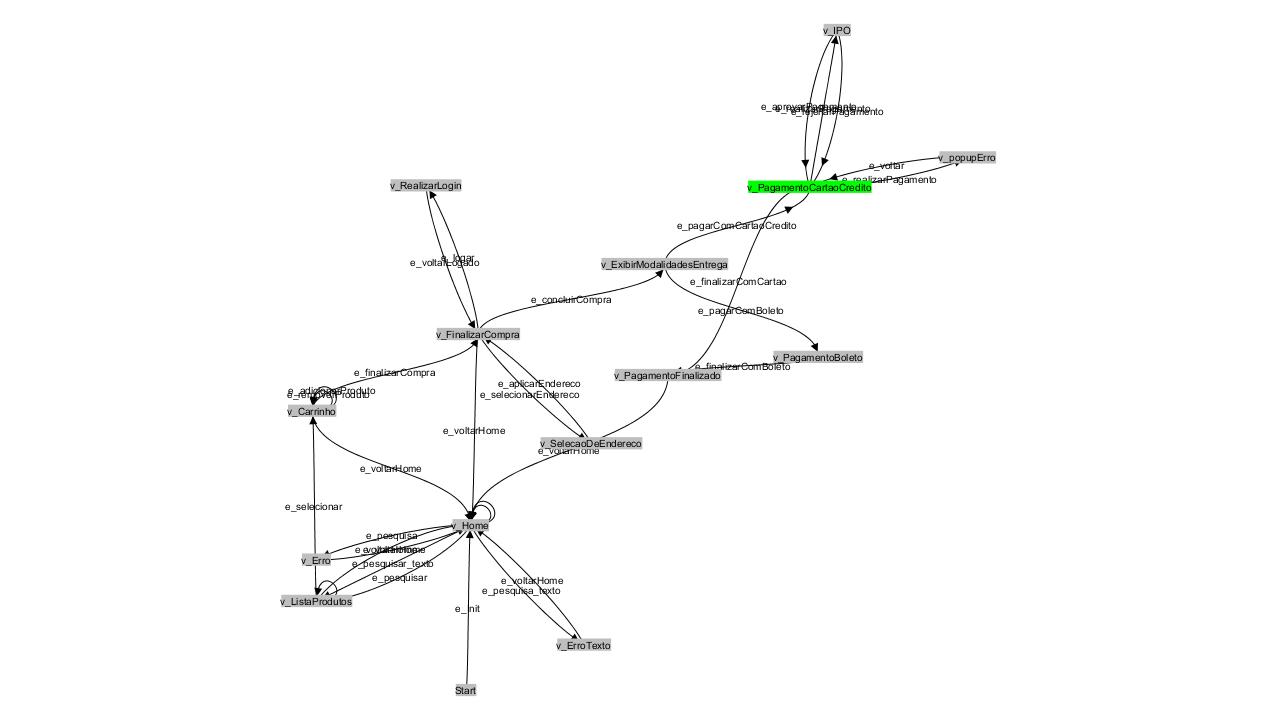 v_IPO
e_aprovarPagamento
e_realizarPagamento
e_rejeitarPagamento
v_popupErro
e_voltar
e_realizarPagamento
v_RealizarLogin
v_PagamentoCartaoCredito
e_pagarComCartaoCredito
e_logar
e_voltarLogado
v_ExibirModalidadesEntrega
e_finalizarComCartao
e_concluirCompra
e_pagarComBoleto
v_FinalizarCompra
v_PagamentoBoleto
e_finalizarComBoleto
e_finalizarCompra
v_PagamentoFinalizado
e_aplicarEndereco
e_adicionarProduto
e_removerProduto
e_selecionarEndereco
v_Carrinho
e_voltarHome
v_SelecaoDeEndereco
e_voltarHome
e_voltarHome
e_selecionar
v_Home
e_pesquisa
e_voltarHome
v_Erro
e_pesquisar_texto
e_pesquisar
e_voltarHome
e_pesquisa_texto
v_ListaProdutos
e_init
v_ErroTexto
Start